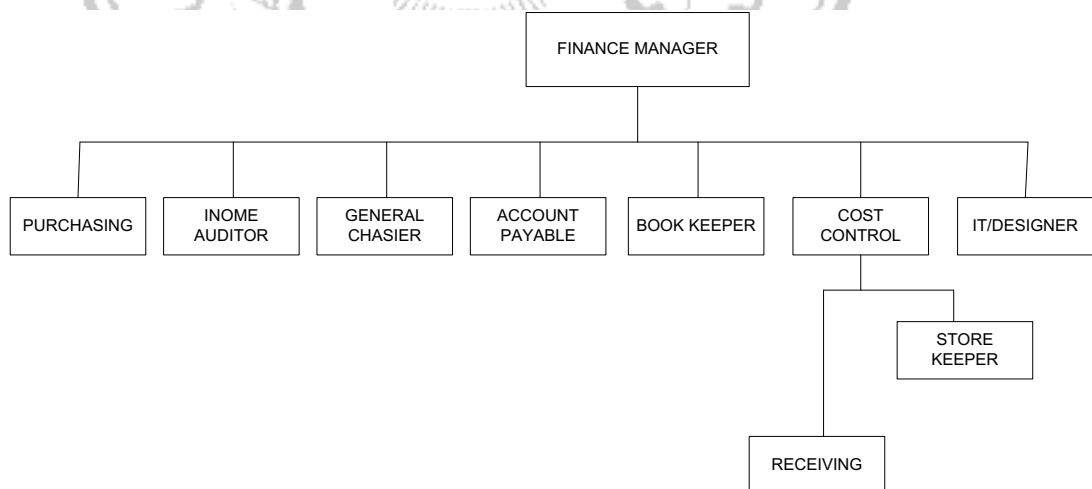 FINANCE MANAGER
PURCHASING
INOME
AUDITOR
GENERAL
CHASIER
ACCOUNT
PAYABLE
BOOK KEEPER
COST
CONTROL
IT/DESIGNER
STORE
KEEPER
RECEIVING